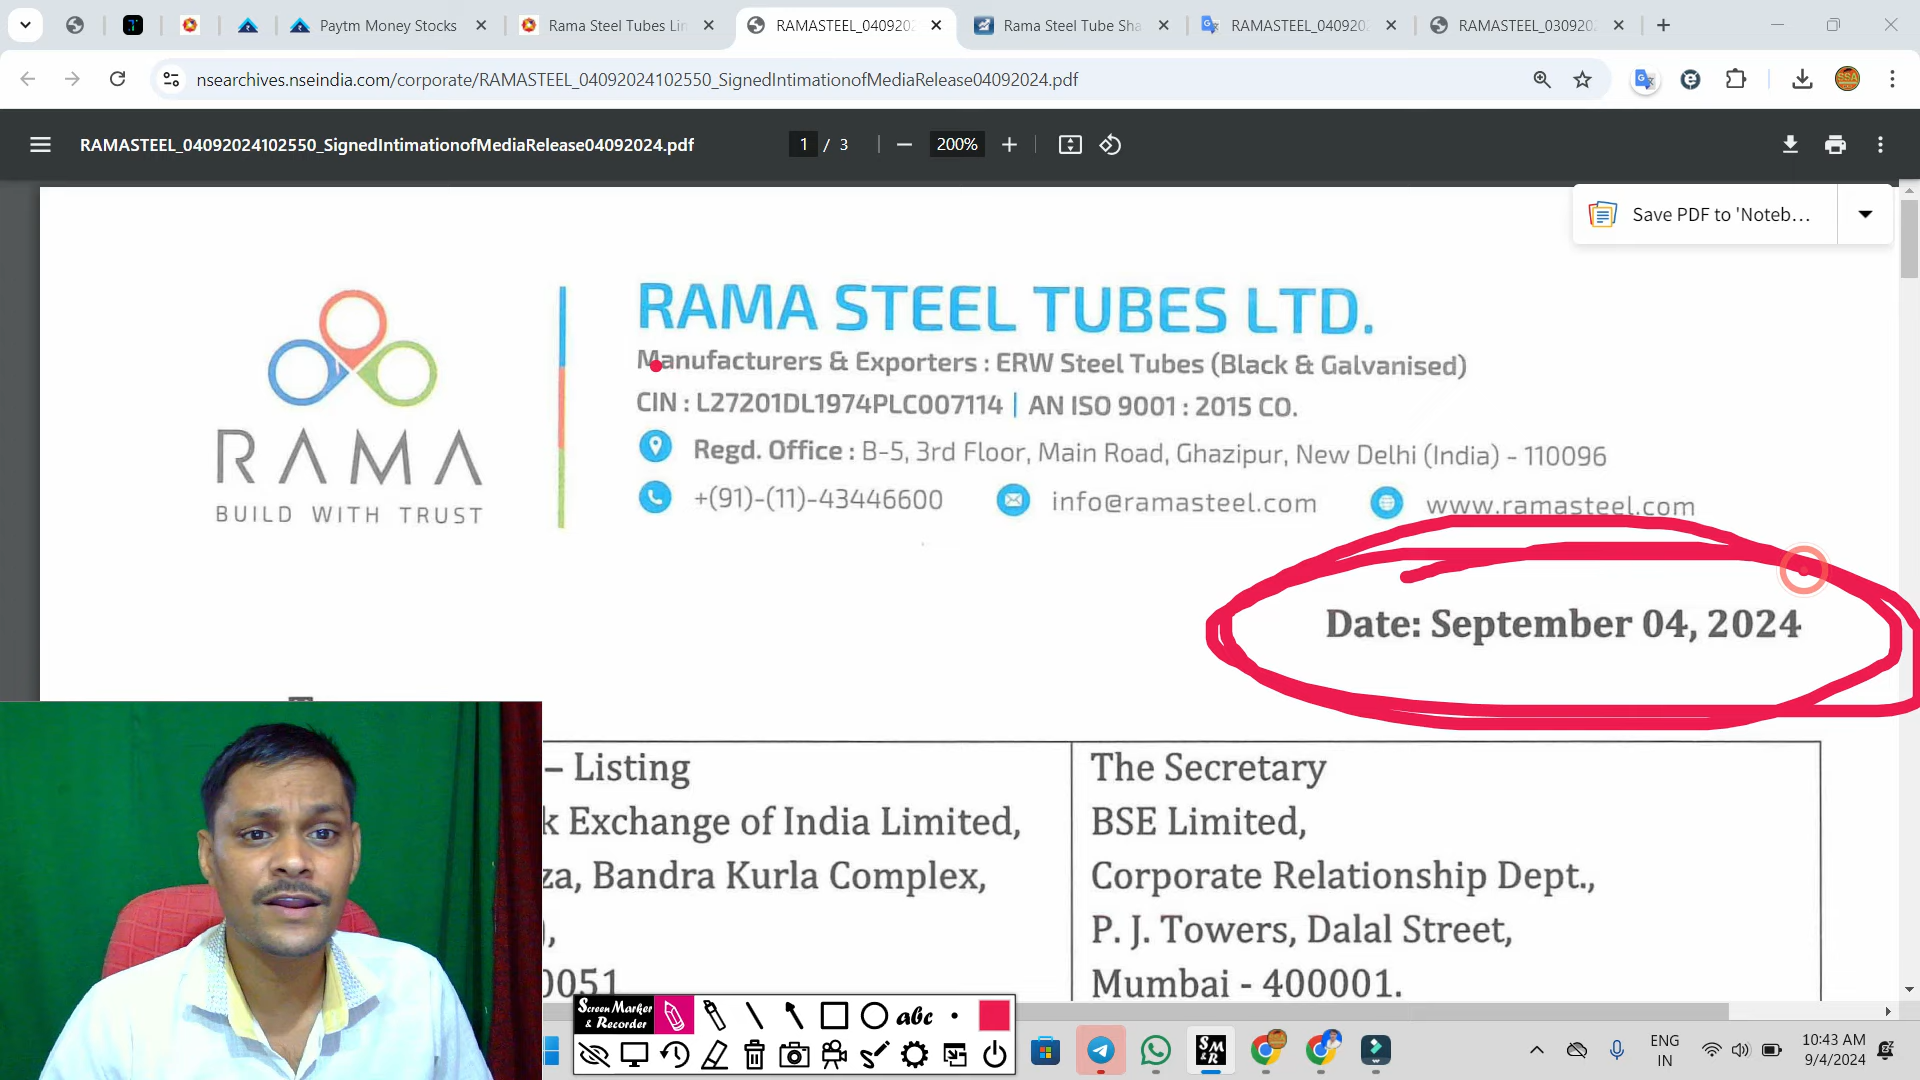 Paytm Money Stocks
Rama Steel Tubes Lin
RAMASTEEL_040920
Rama Steel Tube Sha
RAMASTEEL_040920
RAMASTEEL_030920
nsearchives.nseindia.com/corporate/RAMASTEEL_04092024102550_SignedIntimationofMediaRelease04092024.pdf
RAMASTEEL_04092024102550_SignedIntimationofMediaRelease04092024.pdf
1 / 3
200%
Save PDF to 'Noteb...
RAMA
BUILD WITH TRUST
RAMA STEEL TUBES LTD.
Manufacturers & Exporters : ERW Steel Tubes (Black & Galvanised)
CIN : L27201DL1974PLC007114 | AN ISO 9001 : 2015 CO.
Regd. Office : B-5, 3rd Floor, Main Road, Ghazipur, New Delhi (India) - 110096
+(91)-(11)-43446600 info@ramasteel.com www.ramasteel.com
Date: September 04, 2024
– Listing
k Exchange of India Limited,
za, Bandra Kurla Complex,
),
0051
The Secretary
BSE Limited,
Corporate Relationship Dept.,
P. J. Towers, Dalal Street,
Mumbai - 400001.
Screen Marker
& Recorder
abc
SM
&R
ENG
IN
10:43 AM
9/4/2024